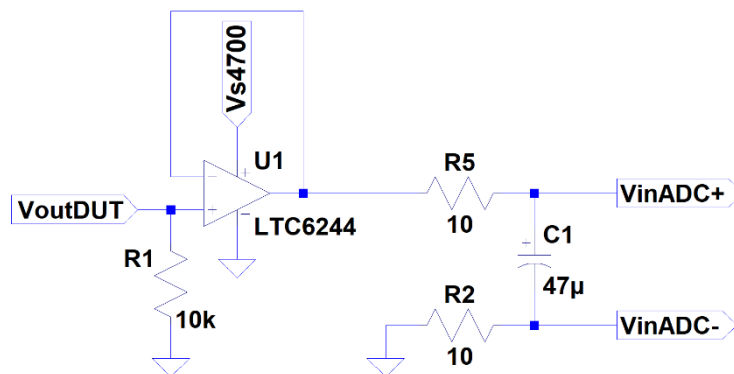 Vs4700
U1
VoutDUT
LTC6244
R1
10k
R5
10
VinADC+
C1
47µ
R2
10
VinADC-